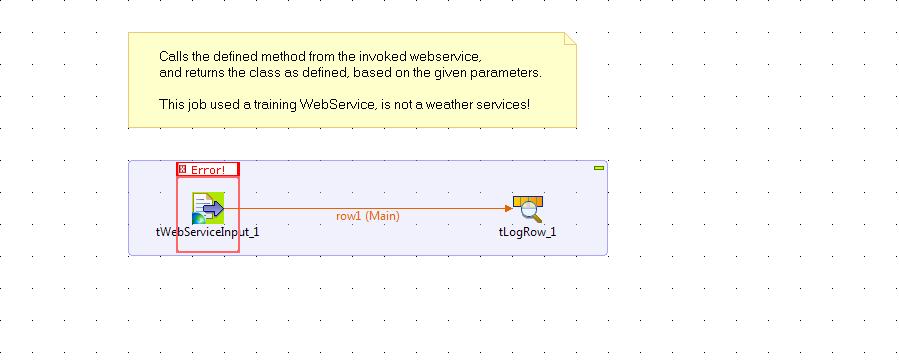 Calls the defined method from the invoked webservice,
and returns the class as defined, based on the given parameters.
This job used a training WebService, is not a weather services!
Error!
row1 (Main)
tWebServiceInput_1
tLogRow_1